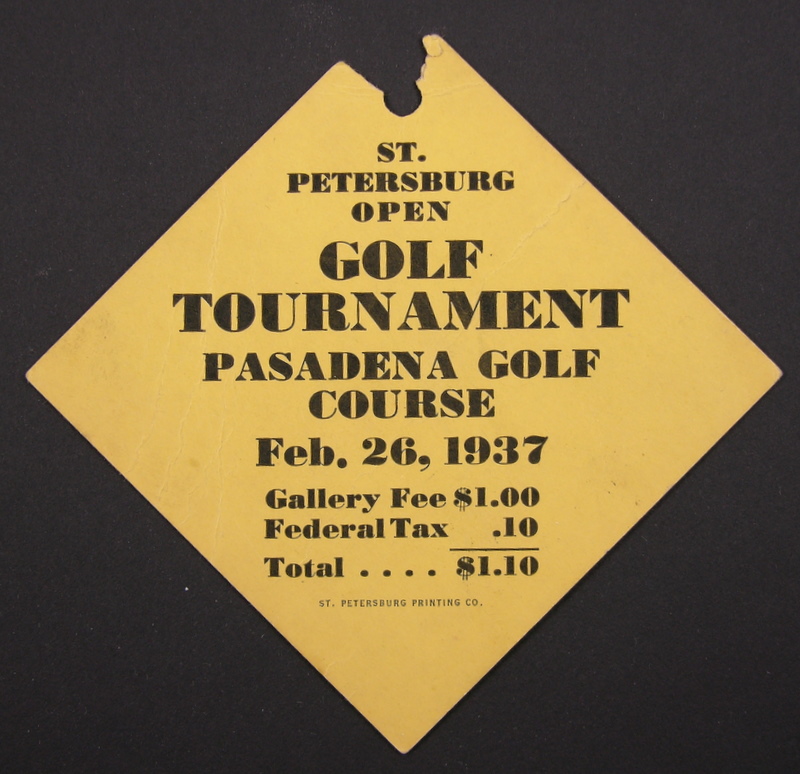 ST.
PETERSBURG
OPEN
GOLF
TOURNAMENT
PASADENA GOLF
COURSE
Feb. 26, 1937
Gallery Fee $1.00
Federal Tax .10
Total . . . . $1.10
ST. PETERSBURG PRINTING CO.